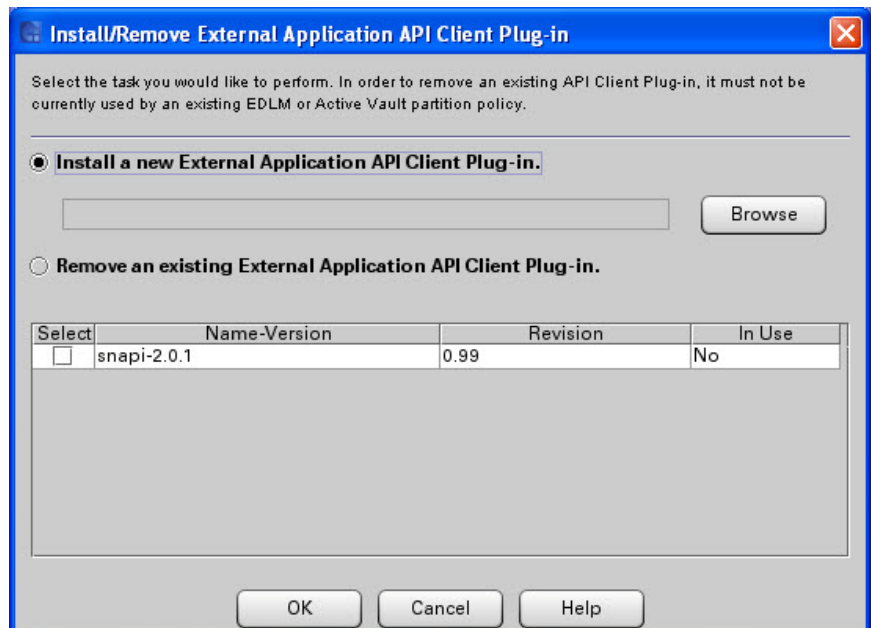 Install/Remove External Application API Client Plug-in
Select the task you would like to perform. In order to remove an existing API Client Plug-in, it must not be
currently used by an existing EDLM or Active Vault partition policy.
Install a new External Application API Client Plug-in.
Browse
Remove an existing External Application API Client Plug-in.
Select Name-Version Revision In Use
snapi-2.0.1 0.99 No
OK Cancel Help